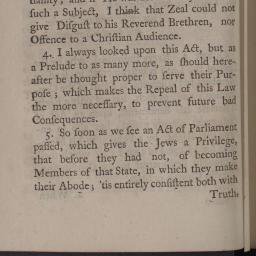 ſuch a Subject, I think that Zeal could not
give Diſguſt to his Reverend Brethren, nor
Offence to a Chriſtian Audience.
4. I always looked upon this Act, but as
a Prelude to as many more, as ſhould here-
after be thought proper to ſerve their Pur-
poſe; which makes the Repeal of this Law
the more neceſſary, to prevent future bad
Conſequences.
5. So ſoon as we ſee an Act of Parliament
paſſed, which gives the Jews a Privilege,
that before they had not, of becoming
Members of that State, in which they make
their Abode; 'tis entirely conſiſtent both with
Truth